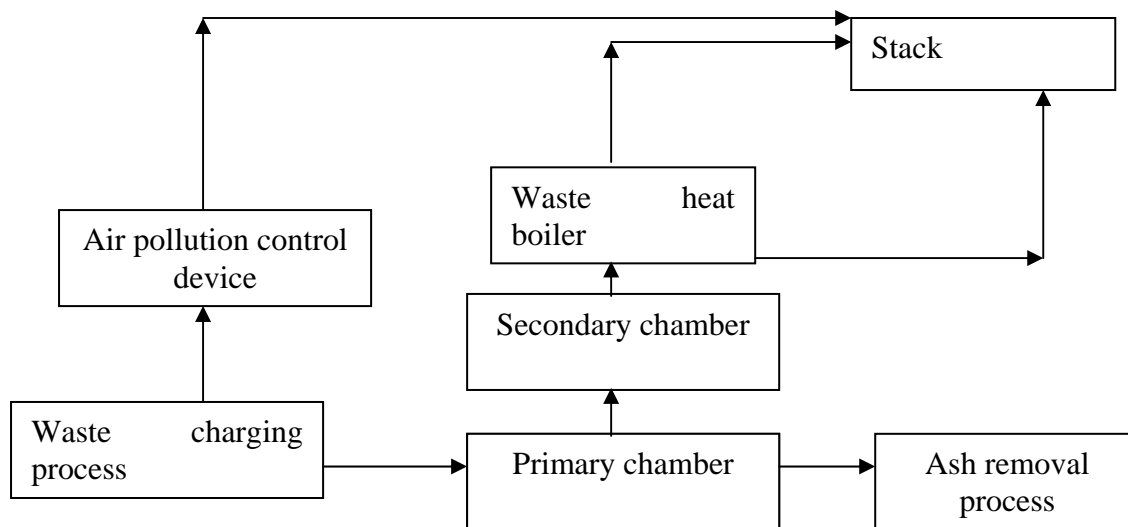 Stack
Waste heat
boiler
Air pollution control
device
Secondary chamber
Waste charging
process
Primary chamber
Ash removal
process